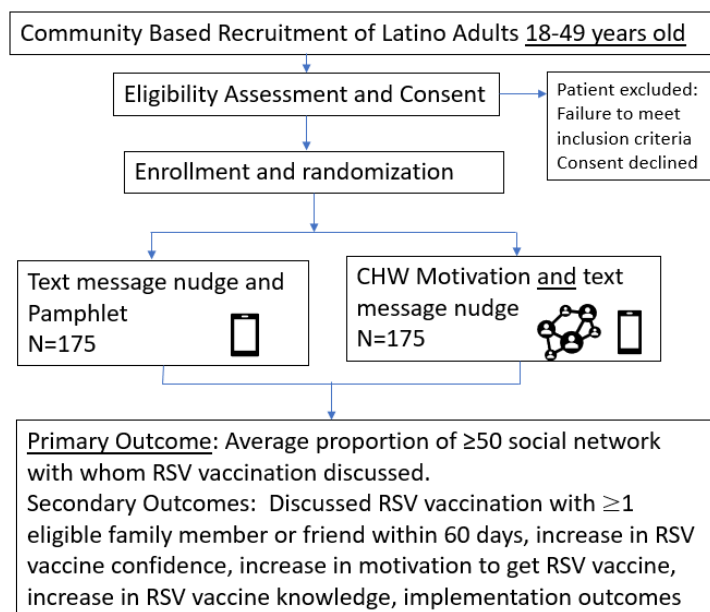 Community Based Recruitment of Latino Adults 18-49 years old
Eligibility Assessment and Consent
Patient excluded:
Failure to meet
inclusion criteria
Consent declined
Enrollment and randomization
Text message nudge and
Pamphlet
N=175
CHW Motivation and text
message nudge
N=175
Primary Outcome: Average proportion of ≥50 social network
with whom RSV vaccination discussed.
Secondary Outcomes: Discussed RSV vaccination with ≥1
eligible family member or friend within 60 days, increase in RSV
vaccine confidence, increase in motivation to get RSV vaccine,
increase in RSV vaccine knowledge, implementation outcomes